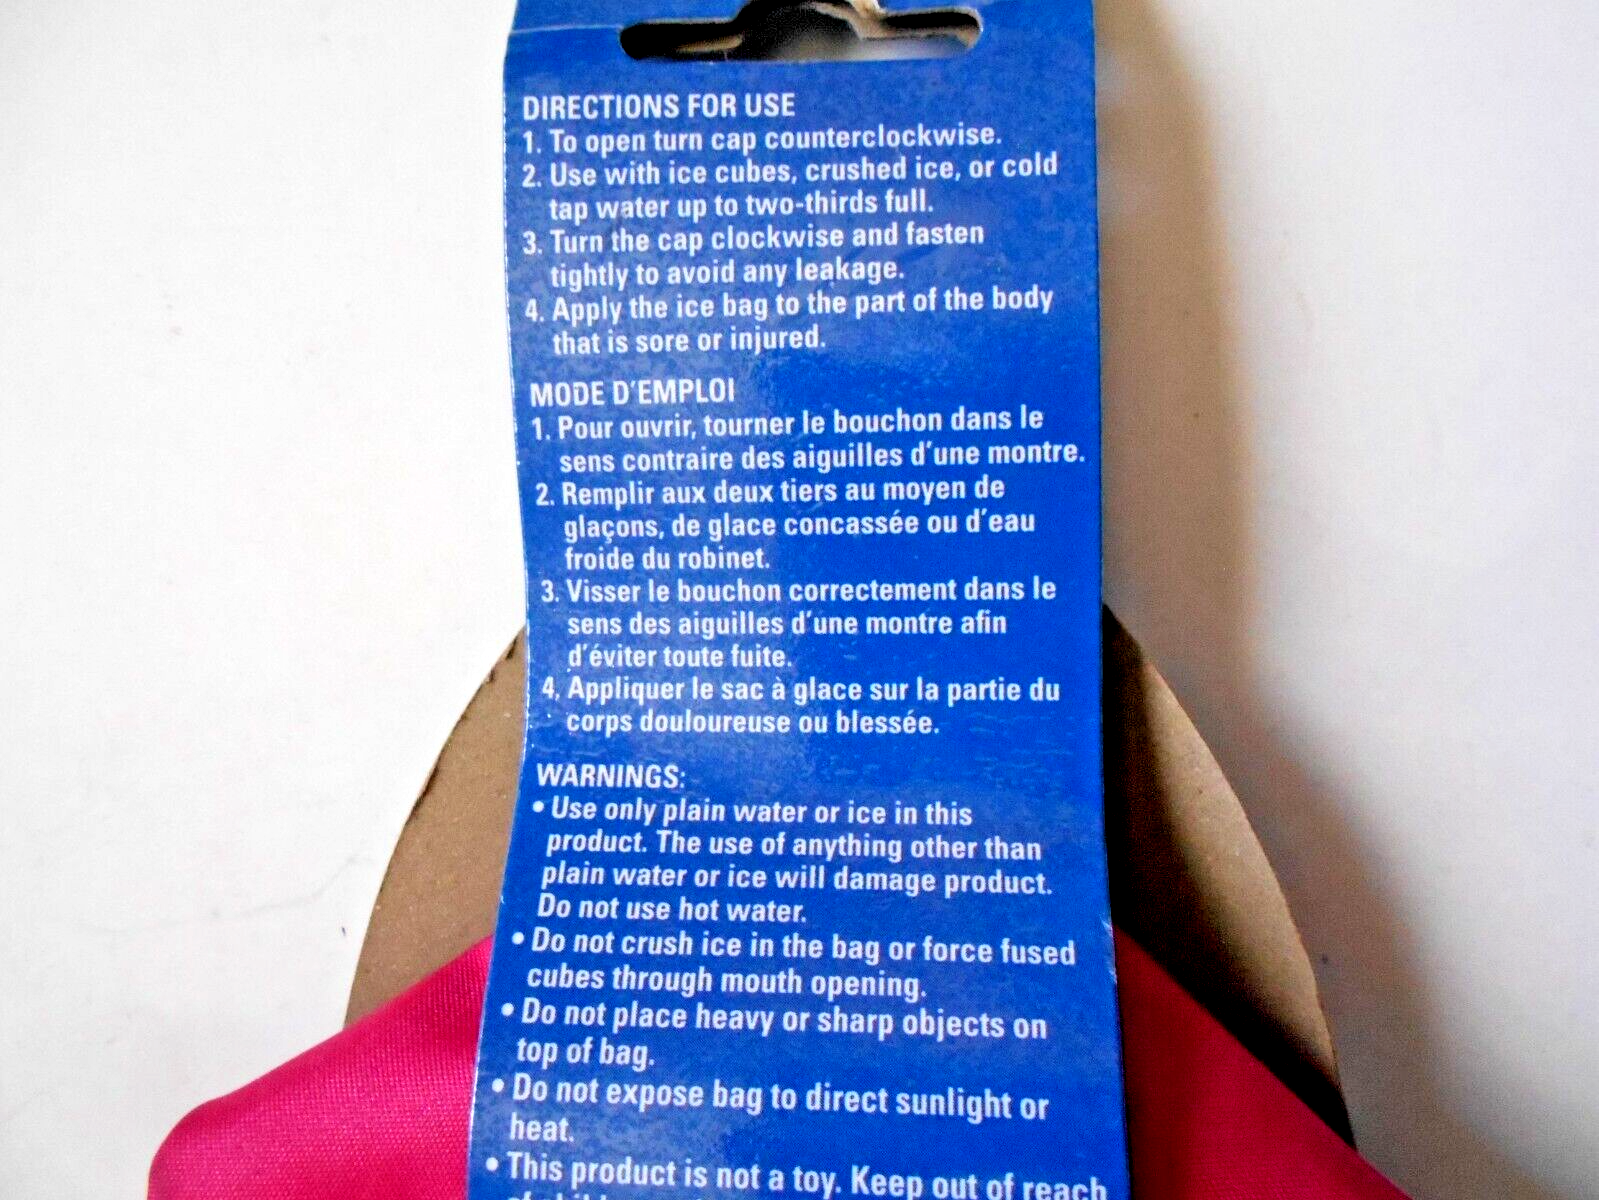 DIRECTIONS FOR USE
1. To open turn cap counterclockwise.
2. Use with ice cubes, crushed ice, or cold
tap water up to two-thirds full.
3. Turn the cap clockwise and fasten
tightly to avoid any leakage.
4. Apply the ice bag to the part of the body
that is sore or injured.
MODE D'EMPLOI
1. Pour ouvrir, tourner le bouchon dans le
sens contraire des aiguilles d'une montre.
2. Remplir aux deux tiers au moyen de
glaçons, de glace concassée ou d'eau
froide du robinet.
3. Visser le bouchon correctement dans le
sens des aiguilles d'une montre afin
d'éviter toute fuite.
4. Appliquer le sac à glace sur la partie du
corps douloureuse ou blessée.
WARNINGS:
• Use only plain water or ice in this
product. The use of anything other than
plain water or ice will damage product.
Do not use hot water.
• Do not crush ice in the bag or force fused
cubes through mouth opening.
• Do not place heavy or sharp objects on
top of bag.
• Do not expose bag to direct sunlight or
heat.
• This product is not a toy. Keep out of reach